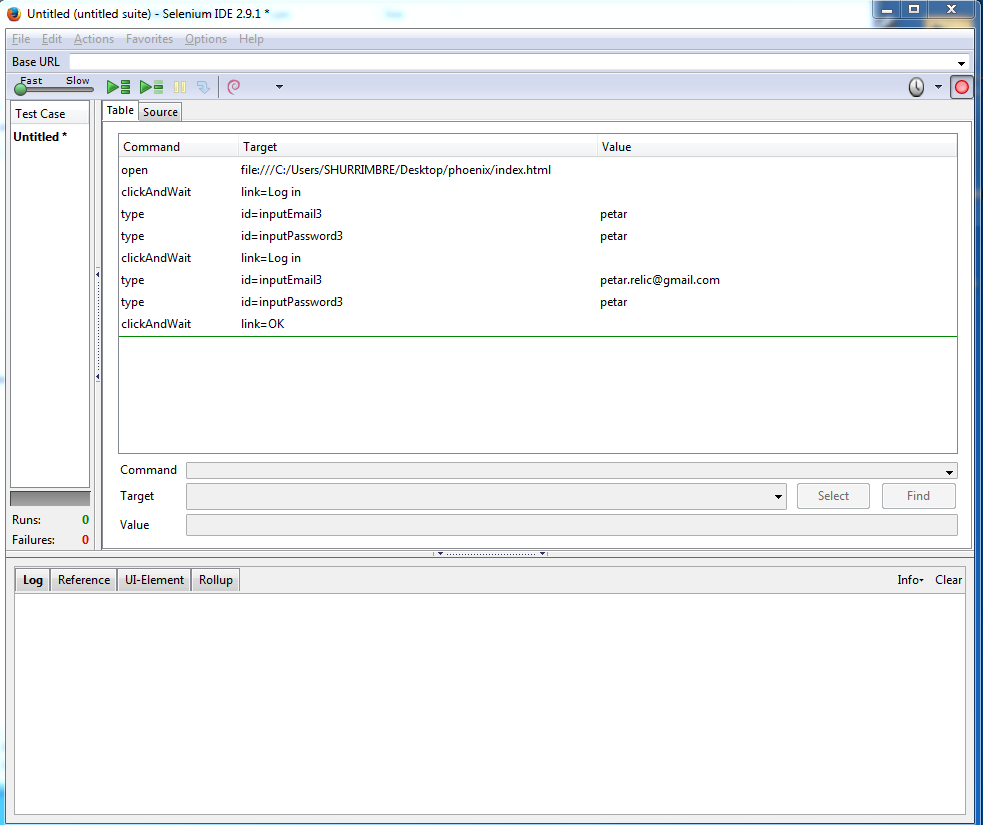 Untitled (untitled suite) - Selenium IDE 2.9.1 *
File Edit Actions Favorites Options Help
Base URL
Fast Slow
Test Case
Untitled *
Table Source
Command Target Value
open file:///C:/Users/SHURRIMBRE/Desktop/phoenix/index.html
clickAndWait link=Log in
type id=inputEmail3 petar
type id=inputPassword3 petar
clickAndWait link=Log in
type id=inputEmail3 petar.relic@gmail.com
type id=inputPassword3 petar
clickAndWait link=OK
Command
Target Select Find
Value
Runs: 0
Failures: 0
Log Reference UI-Element Rollup Info Clear